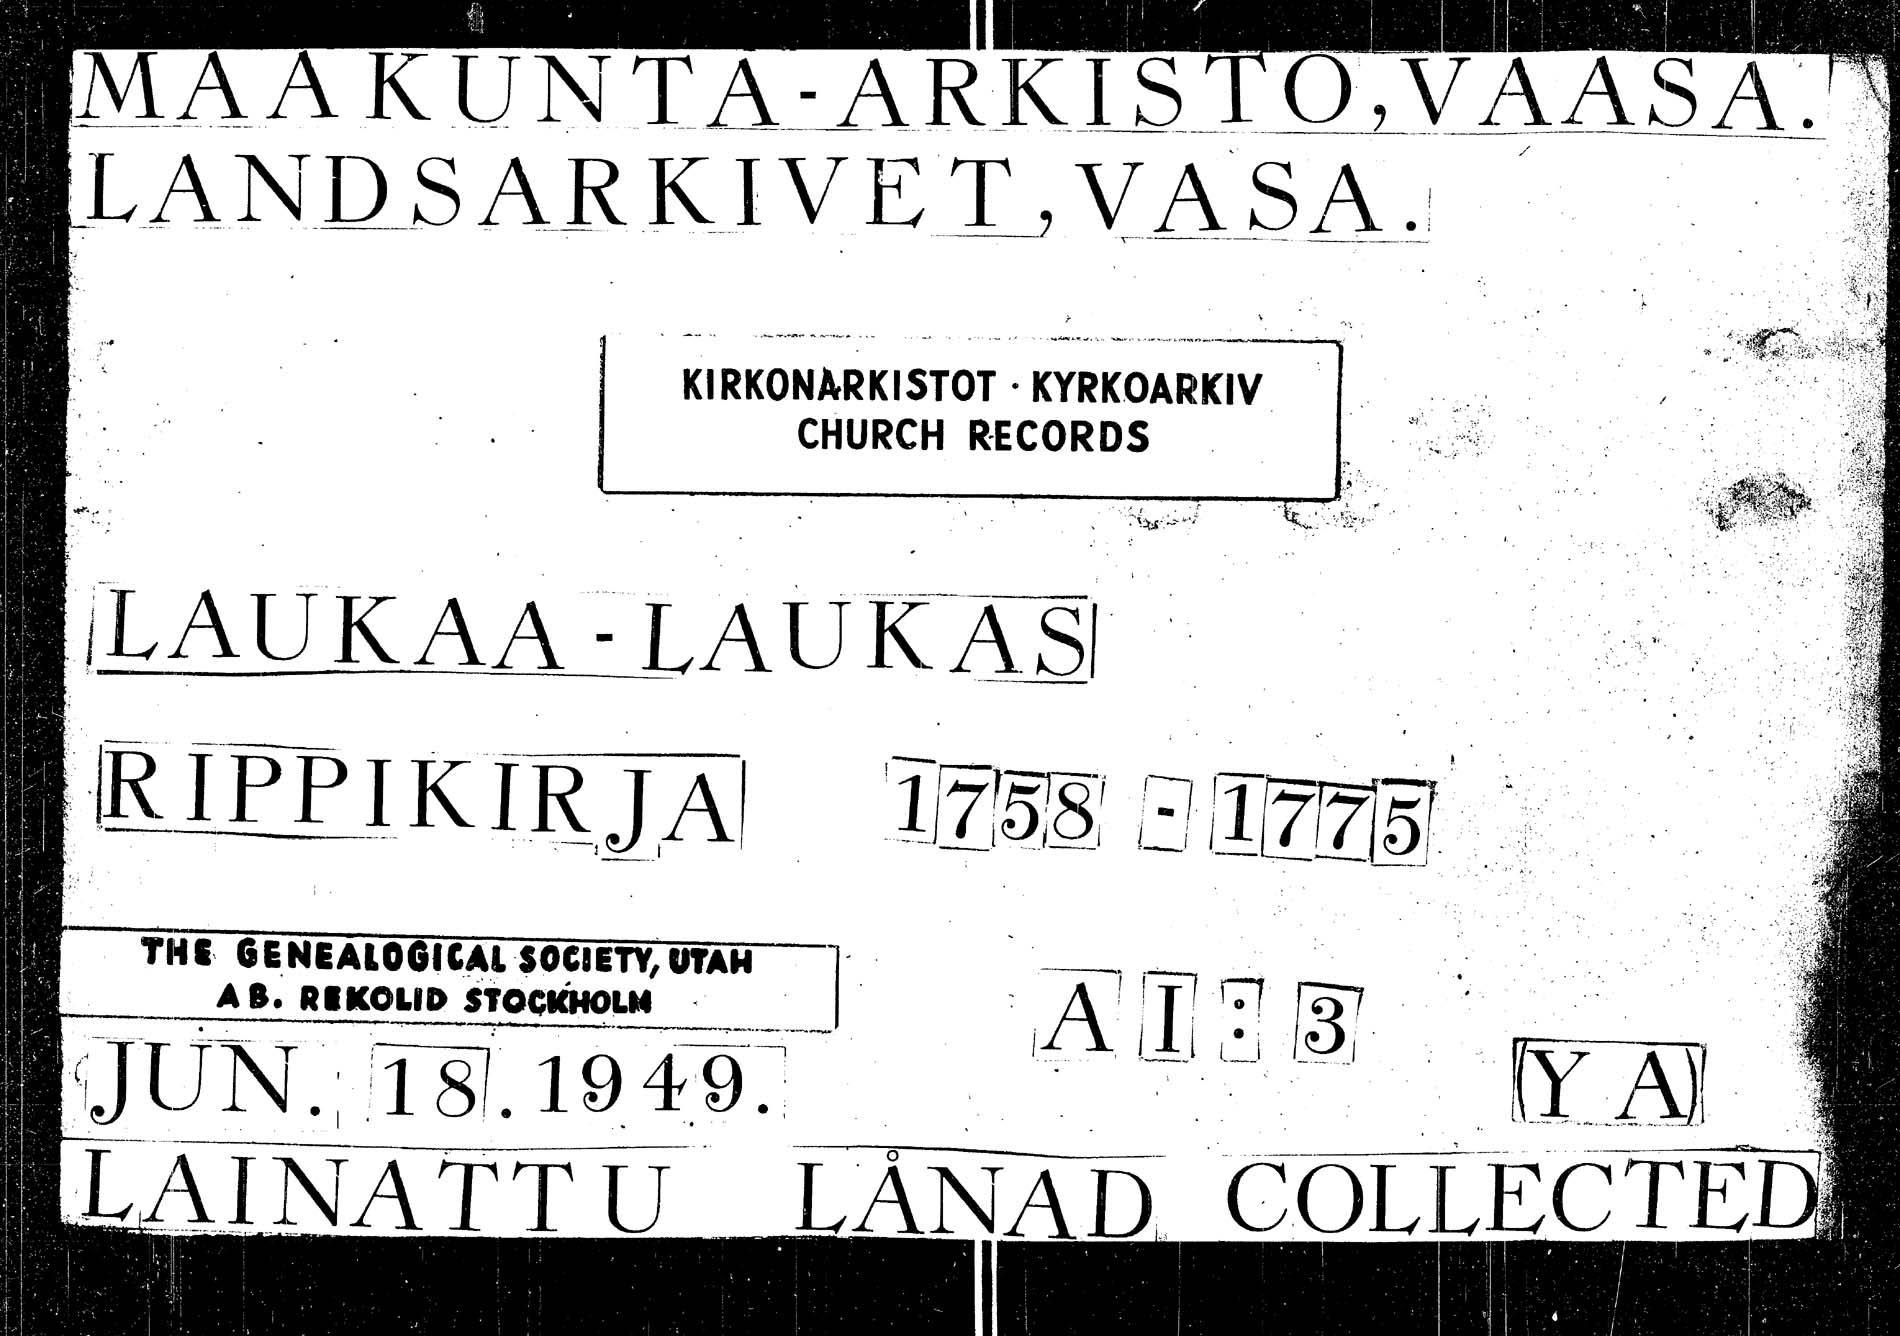 MAAKUNTA-ARKISTO, VAASA.
LANDSARKIVET, VASA.
KIRKONARKISTOT · KYRKOARKIV
CHURCH RECORDS
LAUKAA - LAUKAS
RIPPIKIRJA 1758 - 1775
THE GENEALOGICAL SOCIETY, UTAH
AB. REKOLID STOCKHOLM
A I : 3
JUN. 18. 1949.
(YA)
LAINATTU LÅNAD COLLECTED